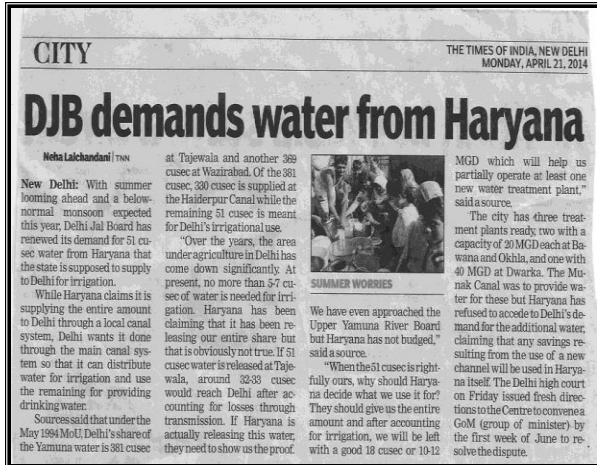 CITY
THE TIMES OF INDIA, NEW DELHI
MONDAY, APRIL 21, 2014
DJB demands water from Haryana
Neha Lalchandani | TNN
New Delhi: With summer
looming ahead and a below-
normal monsoon expected
this year, Delhi Jal Board has
renewed its demand for 51 cu-
sec water from Haryana that
the state is supposed to supply
to Delhi for irrigation.
While Haryana claims it is
supplying the entire amount
to Delhi through a local canal
system, Delhi wants it done
through the main canal sys-
tem so that it can distribute
water for irrigation and use
the remaining for providing
drinking water.
Sources said that under the
May 1994 MoU, Delhi's share of
the Yamuna water is 381 cusec
at Tajewala and another 369
cusec at Wazirabad. Of the 381
cusec, 330 cusec is supplied at
the Haiderpur Canal while the
remaining 51 cusec is meant
for Delhi's irrigational use.
"Over the years, the area
under agriculture in Delhi has
come down significantly. At
present, no more than 5-7 cu-
sec of water is needed for irri-
gation. Haryana has been
claiming that it has been re-
leasing our entire share but
that is obviously not true. If 51
cusec water is released at Taje-
wala, around 32-33 cusec
would reach Delhi after ac-
counting for losses through
transmission. If Haryana is
actually releasing this water,
they need to show us the proof.
SUMMER WORRIES
We have even approached the
Upper Yamuna River Board
but Haryana has not budged,"
said a source.
"When the 51 cusec is right-
fully ours, why should Harya-
na decide what we use it for?
They should give us the entire
amount and after accounting
for irrigation, we will be left
with a good 18 cusec or 10-12
MGD which will help us
partially operate at least one
new water treatment plant,"
said a source.
The city has three treat-
ment plants ready, two with a
capacity of 20 MGD each at Ba-
wana and Okhla, and one with
40 MGD at Dwarka. The Mu-
nak Canal was to provide wa-
ter for these but Haryana has
refused to accede to Delhi's de-
mand for the additional water,
claiming that any savings re-
sulting from the use of a new
channel will be used in Harya-
na itself. The Delhi high court
on Friday issued fresh direc-
tions to the Centre to convene a
GoM (group of minister) by
the first week of June to re-
solve the dispute.